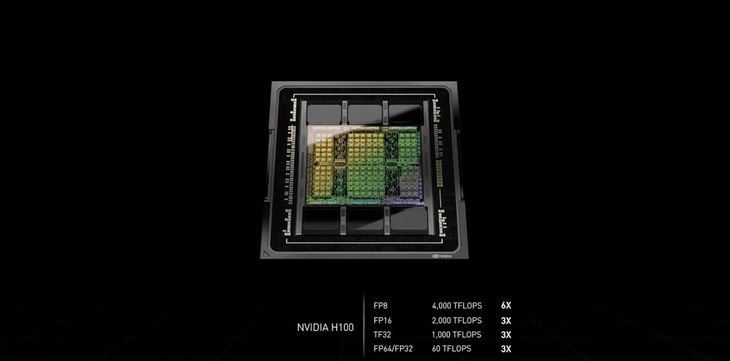 NVIDIA
NVIDIA H100
FP8 4,000 TFLOPS 6X
FP16 2,000 TFLOPS 3X
TF32 1,000 TFLOPS 3X
FP64/FP32 60 TFLOPS 3X